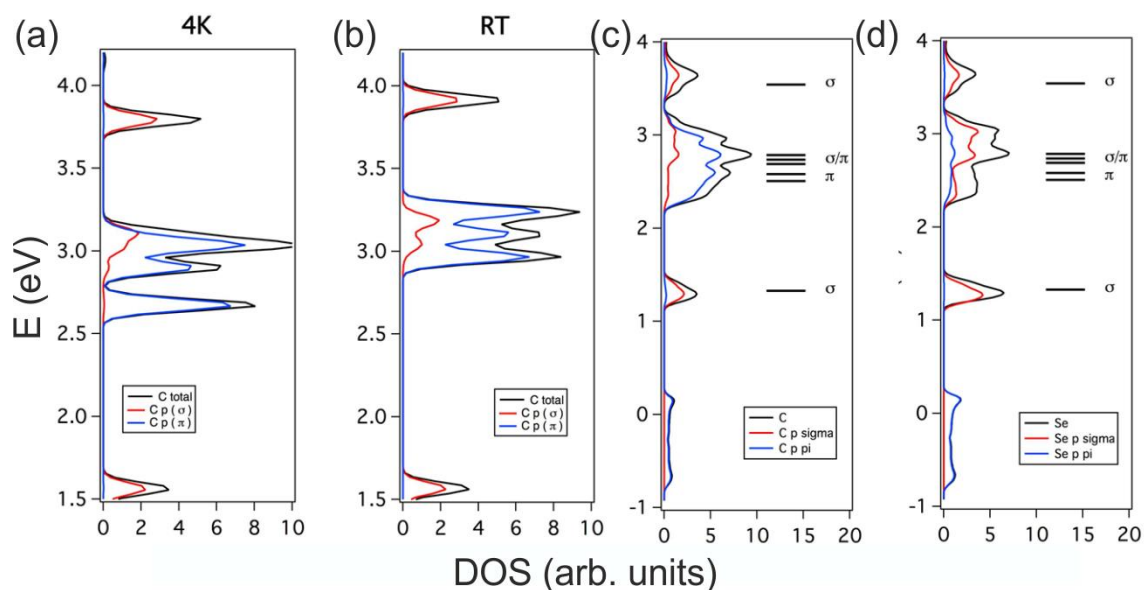 (a) 4K
(b) RT
(c)
(d)
E (eV)
4.0
3.5
3.0
2.5
2.0
1.5
0 2 4 6 8 10
C total
C p ( σ )
C p ( π )
0 2 4 6 8 10
4.0
3.5
3.0
2.5
2.0
1.5
C total
C p ( σ )
C p ( π )
4
3
2
1
0
-1
0 5 10 15 20
σ
σ/π
π
σ
C
C p sigma
C p pi
4
3
2
1
0
-1
0 5 10 15 20
σ
σ/π
π
σ
Se
Se p sigma
Se p pi
DOS (arb. units)